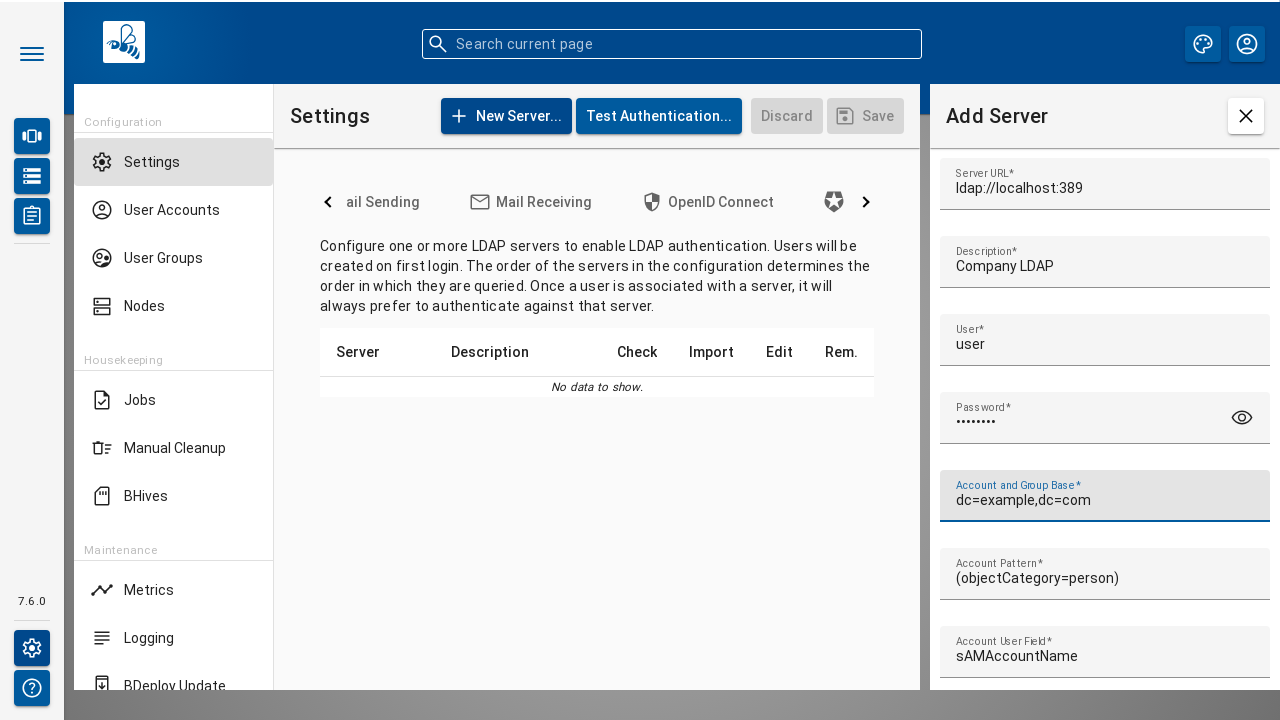 Search current page
7.6.0
Configuration
Settings
User Accounts
User Groups
Nodes
Housekeeping
Jobs
Manual Cleanup
BHives
Maintenance
Metrics
Logging
BDeploy Update
Settings
New Server...
Test Authentication...
Discard
Save
ail Sending
Mail Receiving
OpenID Connect
Configure one or more LDAP servers to enable LDAP authentication. Users will be
created on first login. The order of the servers in the configuration determines the
order in which they are queried. Once a user is associated with a server, it will
always prefer to authenticate against that server.
Server Description Check Import Edit Rem.
No data to show.
Add Server
Server URL*
ldap://localhost:389
Description*
Company LDAP
User*
user
Password*
••••••••
Account and Group Base*
dc=example,dc=com
Account Pattern*
(objectCategory=person)
Account User Field*
sAMAccountName